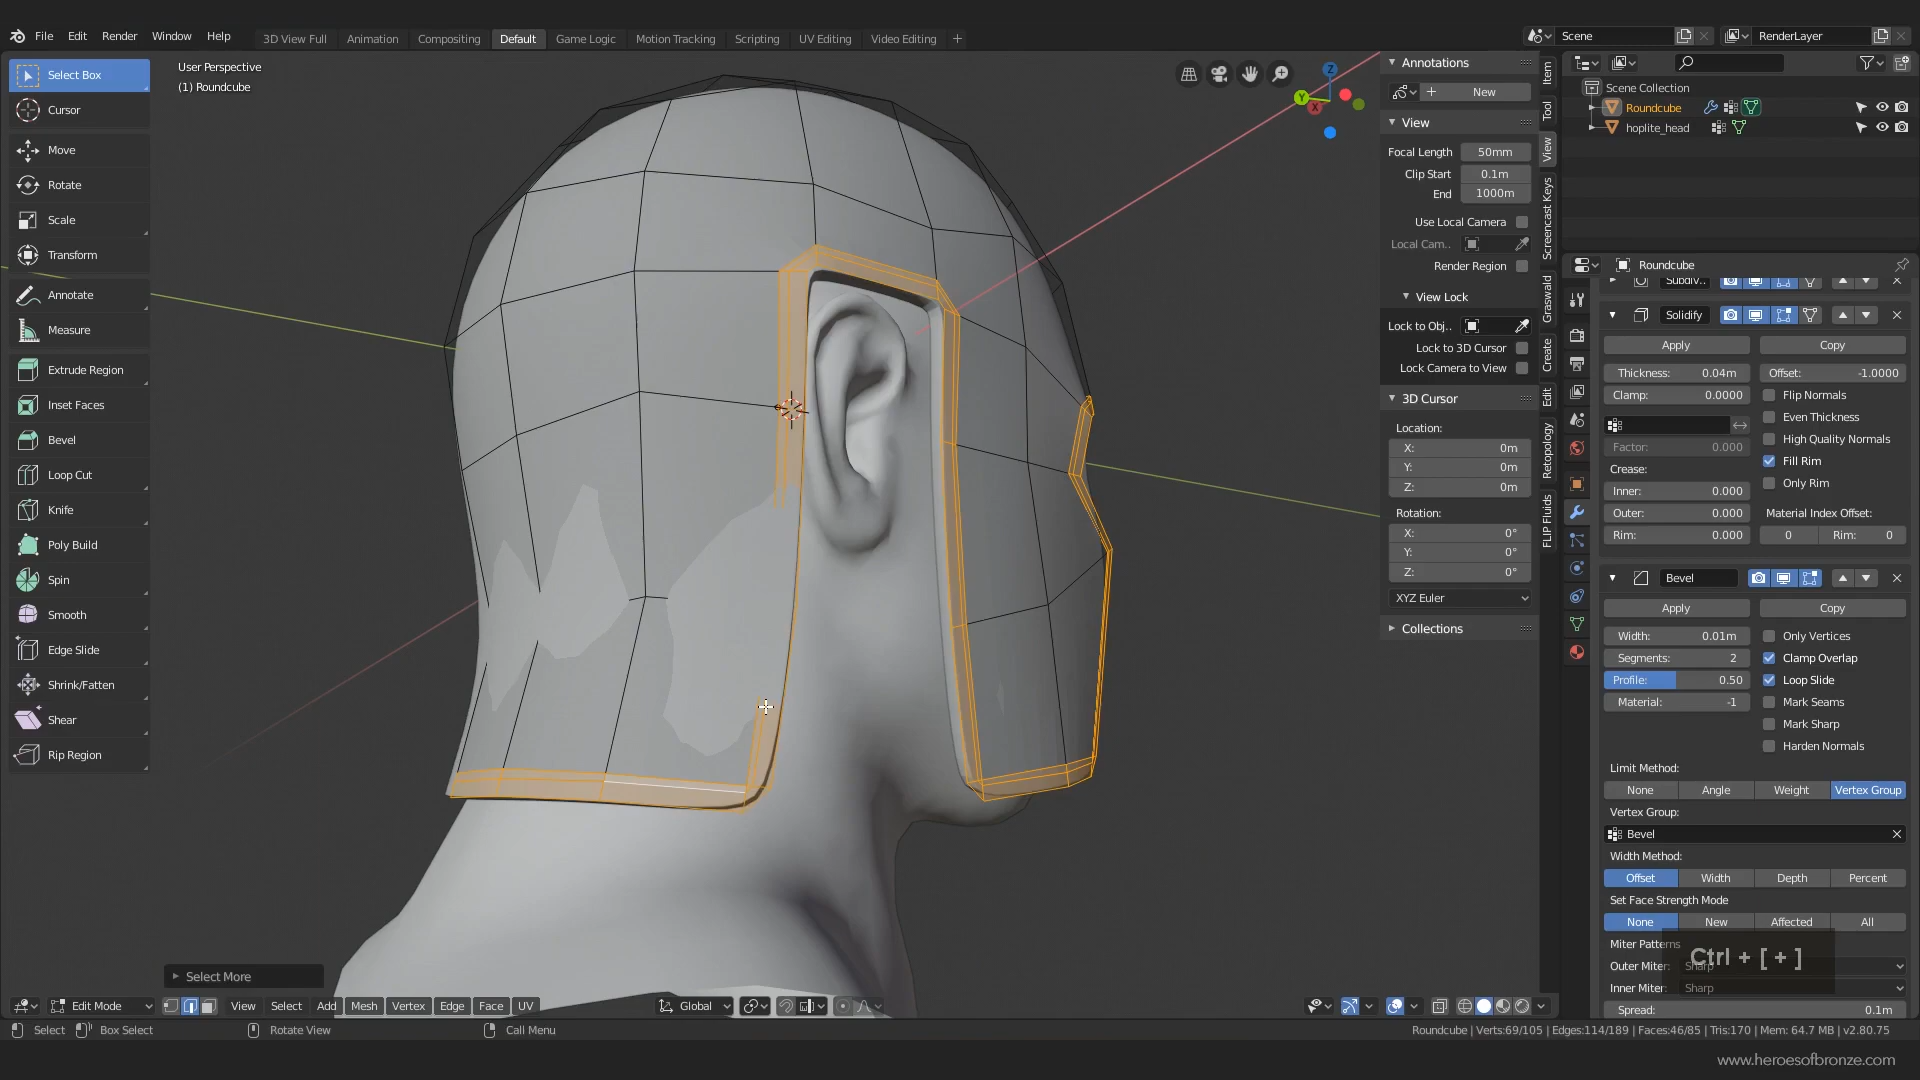 File Edit Render Window Help
3D View Full Animation Compositing Default Game Logic Motion Tracking Scripting UV Editing Video Editing +
Scene
RenderLayer
Select Box
Cursor
Move
Rotate
Scale
Transform
Annotate
Measure
Extrude Region
Inset Faces
Bevel
Loop Cut
Knife
Poly Build
Spin
Smooth
Edge Slide
Shrink/Fatten
Shear
Rip Region
User Perspective
(1) Roundcube
Z
Y
X
Select More
Annotations
New
View
Focal Length 50mm
Clip Start 0.1m
End 1000m
Use Local Camera
Local Cam..
Render Region
View Lock
Lock to Obj..
Lock to 3D Cursor
Lock Camera to View
3D Cursor
Location:
X: 0m
Y: 0m
Z: 0m
Rotation:
X: 0°
Y: 0°
Z: 0°
XYZ Euler
Collections
Item
Tool
View
Screencast Keys
Graswald
Create
Edit
Retopology
FLIP Fluids
Scene Collection
Roundcube
hoplite_head
Roundcube
Subdiv..
Solidify
Apply Copy
Thickness: 0.04m Offset: -1.0000
Clamp: 0.0000 Flip Normals
Even Thickness
Factor: 0.000 High Quality Normals
Crease: Fill Rim
Inner: 0.000 Only Rim
Outer: 0.000 Material Index Offset:
Rim: 0.000 0 Rim: 0
Bevel
Apply Copy
Width: 0.01m Only Vertices
Segments: 2 Clamp Overlap
Profile: 0.50 Loop Slide
Material: -1 Mark Seams
Mark Sharp
Harden Normals
Limit Method:
None Angle Weight Vertex Group
Vertex Group:
Bevel
Width Method:
Offset Width Depth Percent
Set Face Strength Mode
None New Affected All
Miter Patterns
Ctrl + [ + ]
Outer Miter: Sharp
Inner Miter: Sharp
Spread: 0.1m
Edit Mode View Select Add Mesh Vertex Edge Face UV Global
Select Box Select Rotate View Call Menu
Roundcube | Verts:69/105 | Edges:114/189 | Faces:46/85 | Tris:170 | Mem: 64.7 MB | v2.80.75
www.heroesofbronze.com